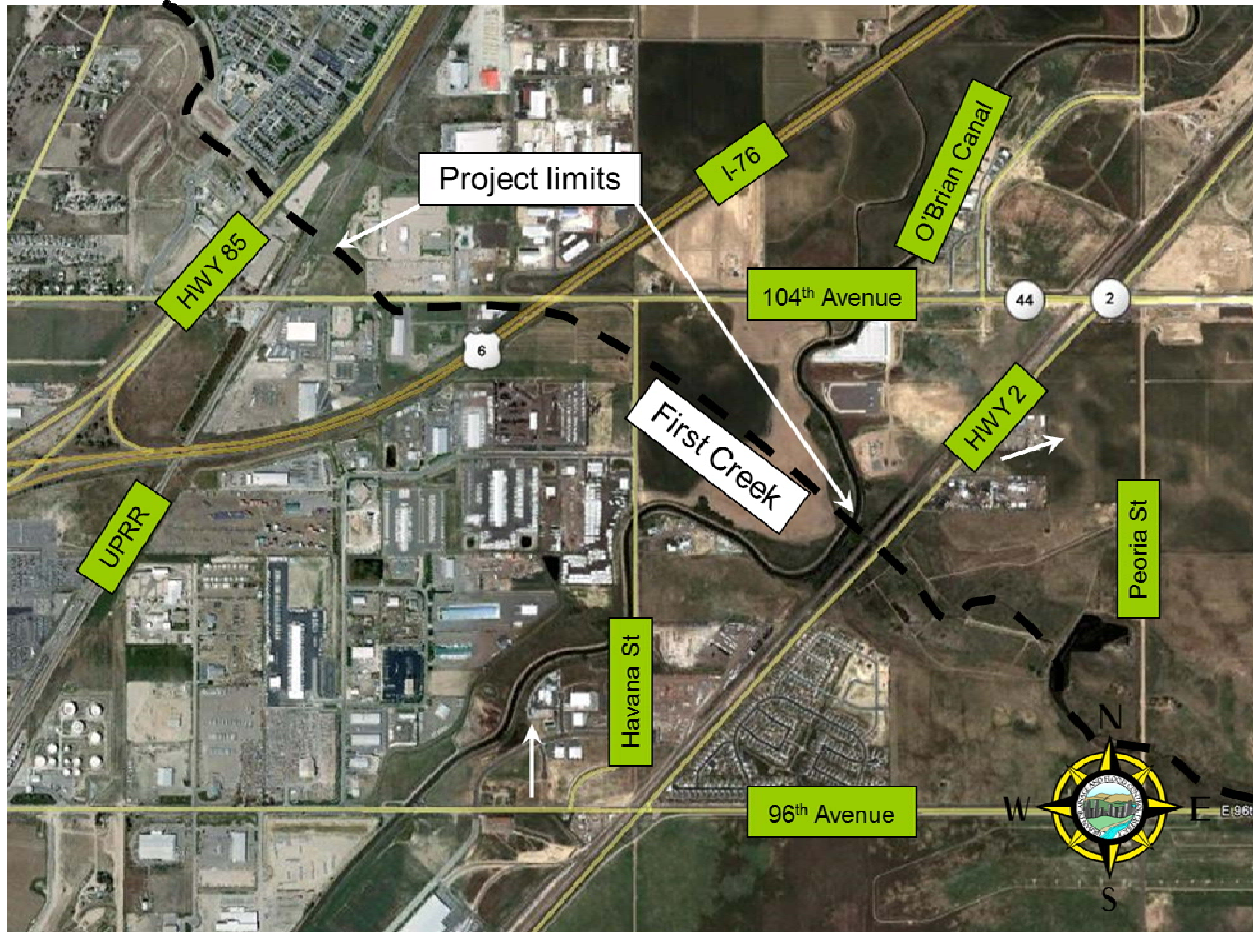 Project limits
I-76
O'Brian Canal
HWY 85
104th Avenue
44
2
6
First Creek
HWY 2
UPRR
Peoria St
Havana St
N
W
E
S
96th Avenue
E 96t